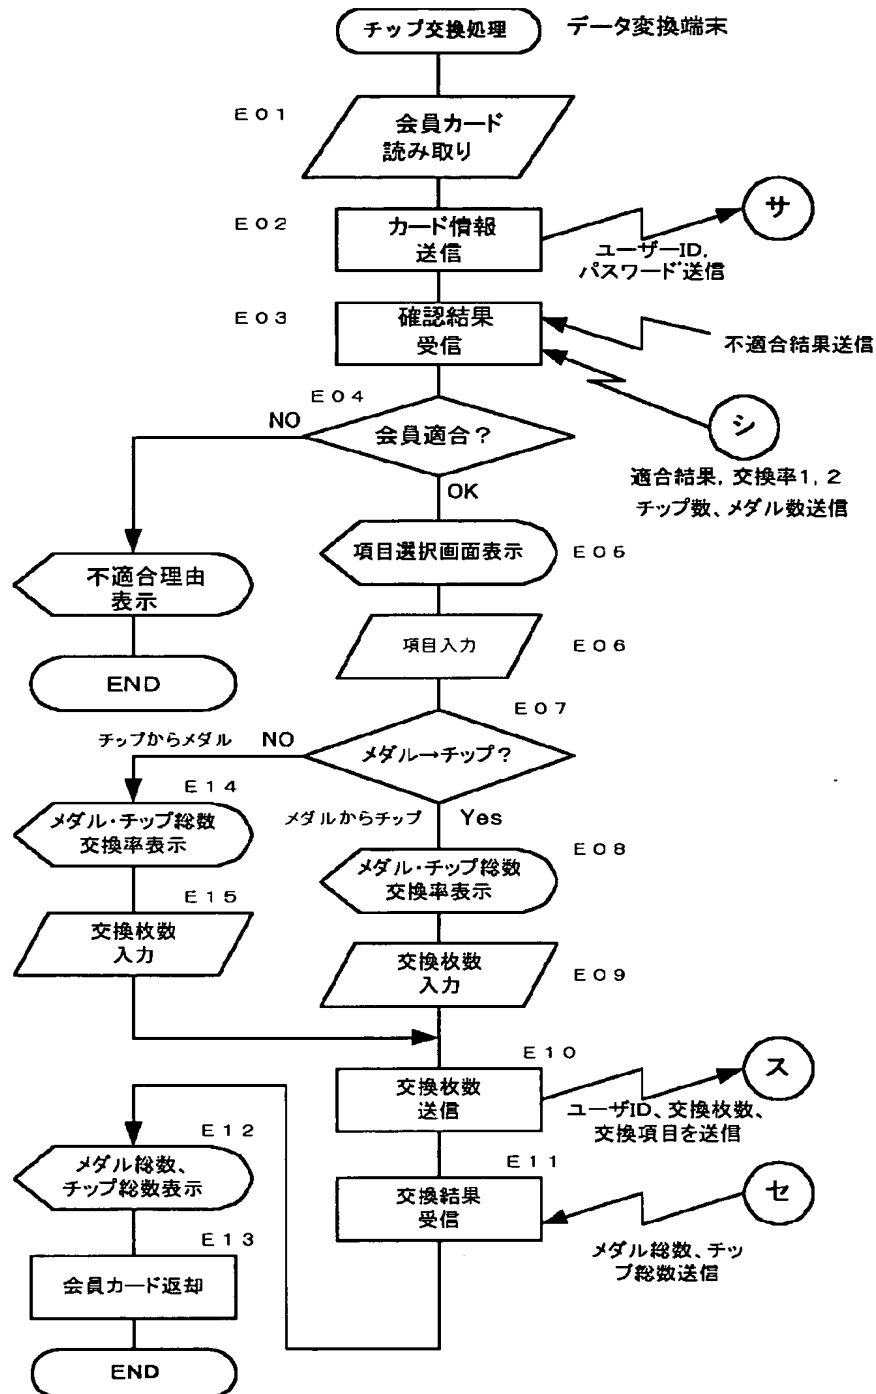 チップ交換処理
データ変換端末
E01
会員カード
読み取り
E02
カード情報
送信
サ
ユーザーID,
パスワード送信
E03
確認結果
受信
不適合結果送信
E04
NO
会員適合?
シ
適合結果, 交換率1, 2
チップ数、メダル数送信
OK
項目選択画面表示
E05
不適合理由
表示
項目入力
E06
END
E07
チップからメダル
NO
メダル→チップ?
E14
メダル・チップ総数
交換率表示
メダルからチップ
Yes
E08
メダル・チップ総数
交換率表示
E15
交換枚数
入力
交換枚数
入力
E09
E10
交換枚数
送信
ス
ユーザID、交換枚数、
交換項目を送信
E12
メダル総数、
チップ総数表示
E11
交換結果
受信
セ
メダル総数、チッ
プ総数送信
E13
会員カード返却
END